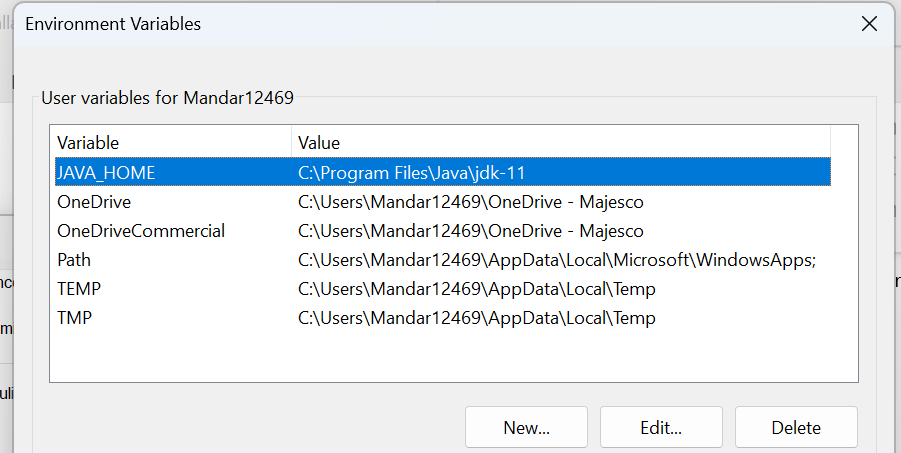 Environment Variables
User variables for Mandar12469
Variable Value
JAVA_HOME C:\Program Files\Java\jdk-11
OneDrive C:\Users\Mandar12469\OneDrive - Majesco
OneDriveCommercial C:\Users\Mandar12469\OneDrive - Majesco
Path C:\Users\Mandar12469\AppData\Local\Microsoft\WindowsApps;
TEMP C:\Users\Mandar12469\AppData\Local\Temp
TMP C:\Users\Mandar12469\AppData\Local\Temp
New... Edit... Delete